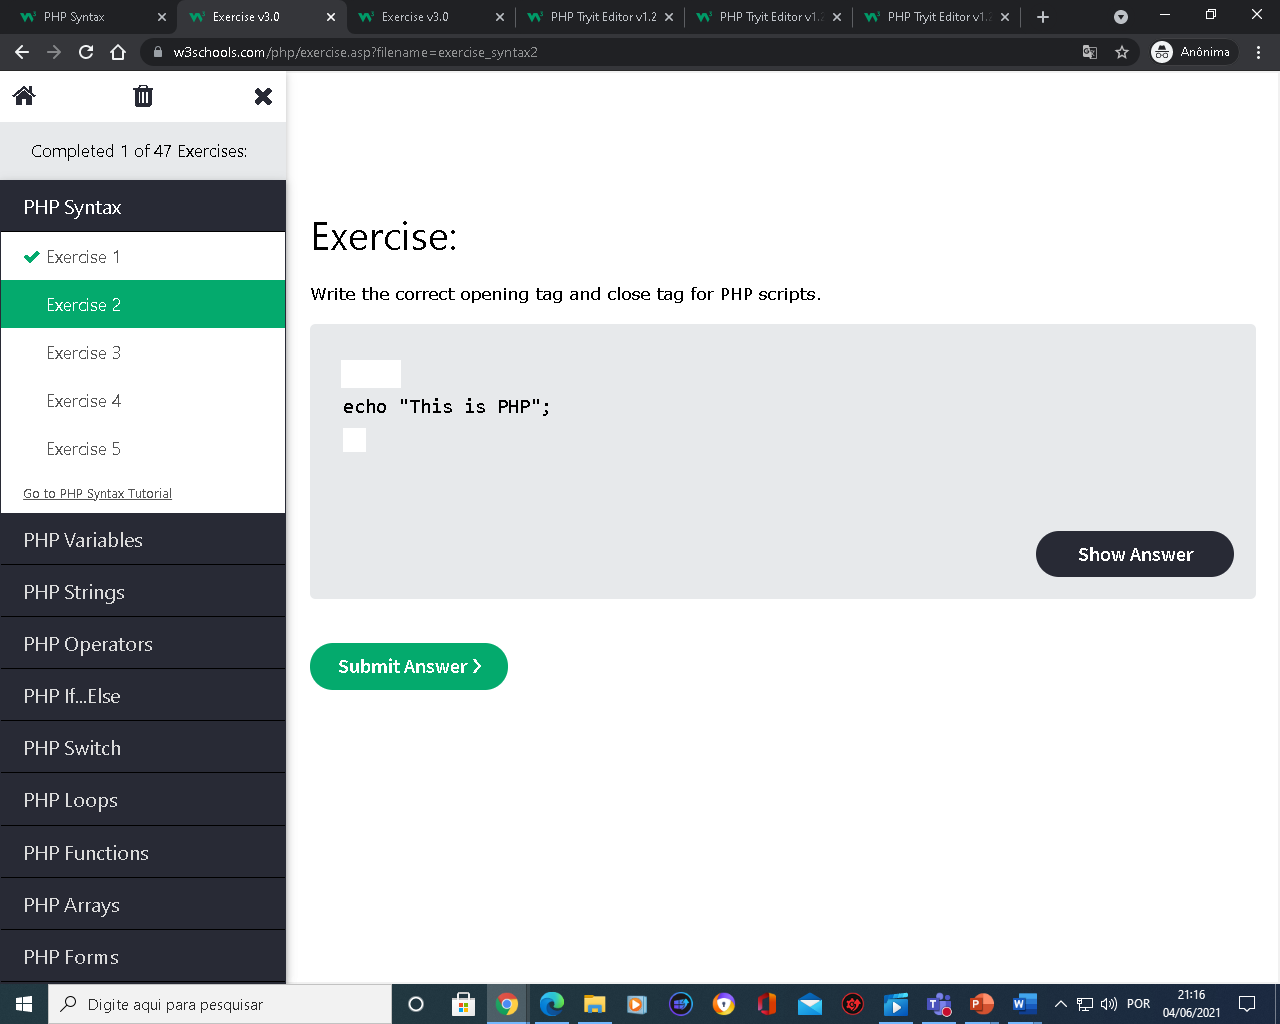 PHP Syntax
Exercise v3.0
Exercise v3.0
PHP Tryit Editor v1.2
PHP Tryit Editor v1.
PHP Tryit Editor v1.
w3schools.com/php/exercise.asp?filename=exercise_syntax2
Anônima
Completed 1 of 47 Exercises:
PHP Syntax
Exercise 1
Exercise 2
Exercise 3
Exercise 4
Exercise 5
Go to PHP Syntax Tutorial
PHP Variables
PHP Strings
PHP Operators
PHP If...Else
PHP Switch
PHP Loops
PHP Functions
PHP Arrays
PHP Forms
Exercise:
Write the correct opening tag and close tag for PHP scripts.
echo "This is PHP";
Show Answer
Submit Answer ❯
Digite aqui para pesquisar
POR
21:16
04/06/2021